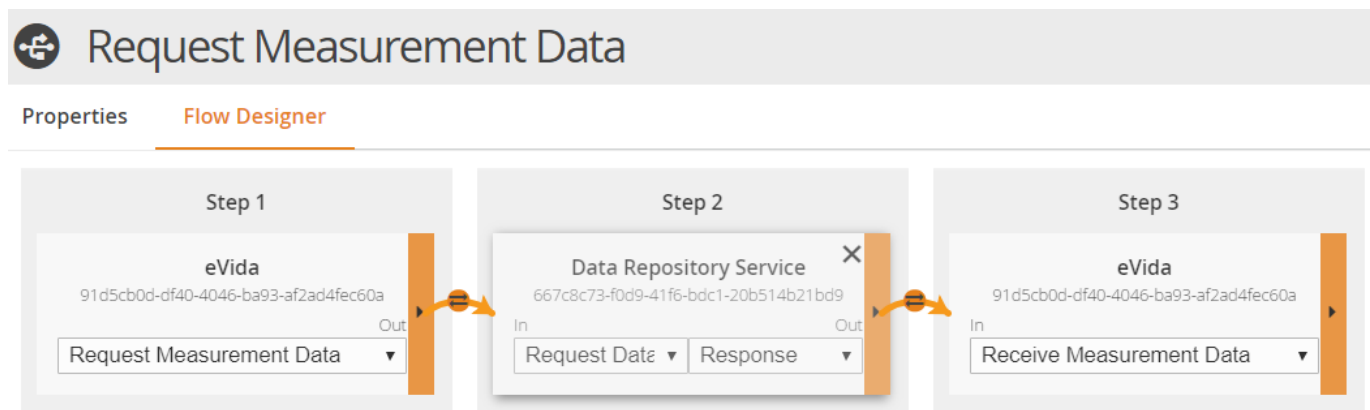 Request Measurement Data
Properties
Flow Designer
Step 1
eVida
91d5cb0d-df40-4046-ba93-af2ad4fec60a
Out
Request Measurement Data
Step 2
Data Repository Service
667c8c73-f0d9-41f6-bdc1-20b514b21bd9
In
Out
Request Data
Response
Step 3
eVida
91d5cb0d-df40-4046-ba93-af2ad4fec60a
In
Receive Measurement Data